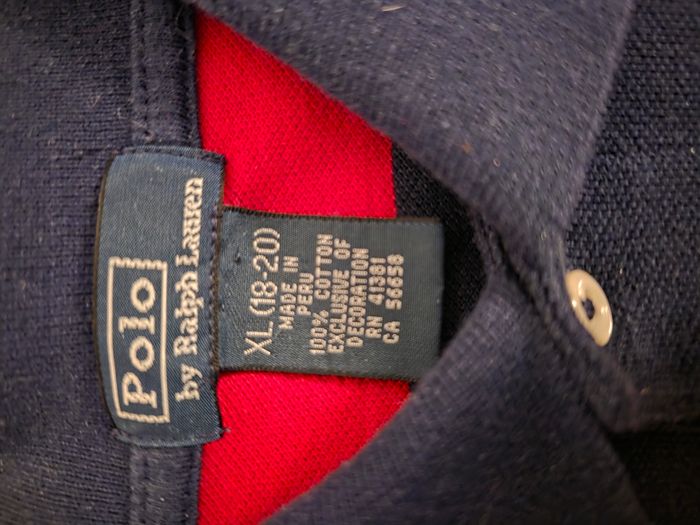 Polo
by Ralph Lauren
XL (18-20)
MADE IN
PERU
100% COTTON
EXCLUSIVE OF
DECORATION
RN 41381
CA 56658